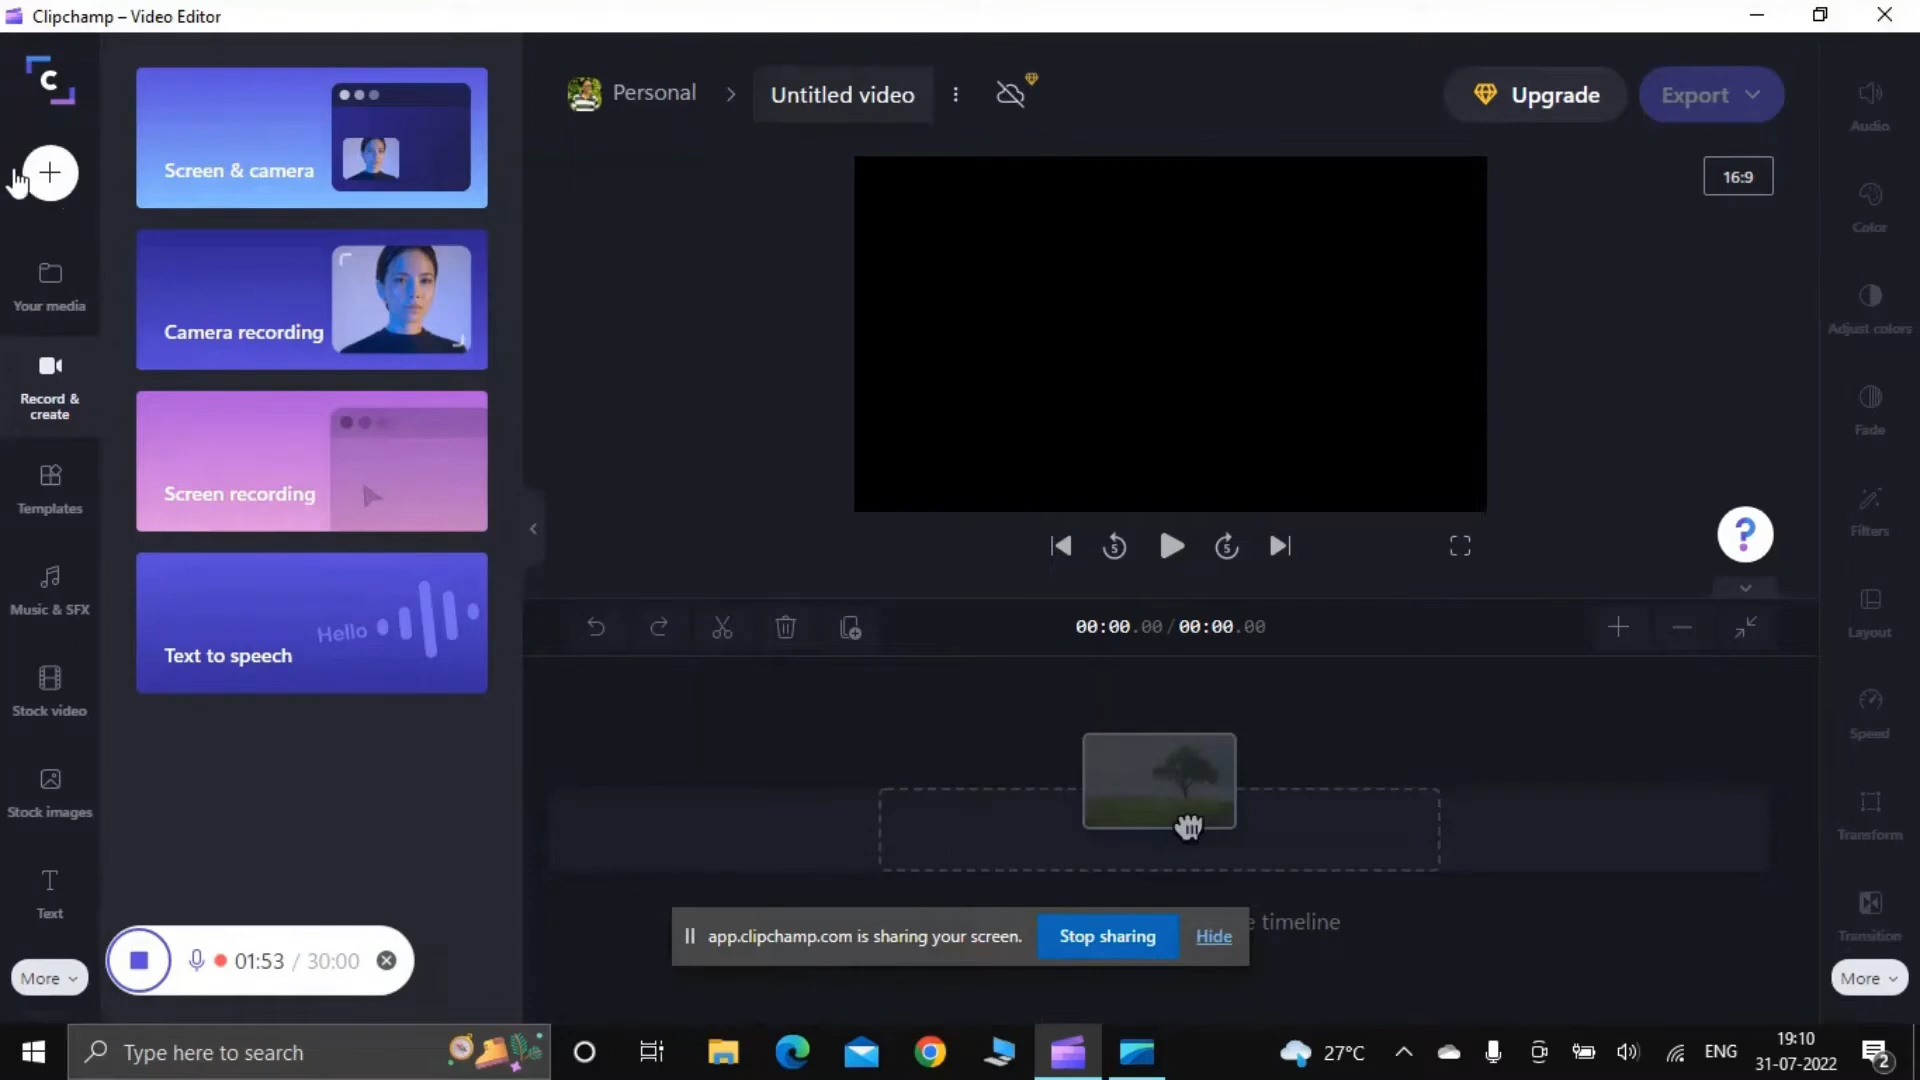 Clipchamp – Video Editor
C
Personal
Untitled video
Upgrade
Export
16:9
Screen & camera
Camera recording
Screen recording
Hello
Text to speech
Your media
Record &
create
Templates
Music & SFX
Stock video
Stock images
Text
More
Audio
Color
Adjust colors
Fade
Filters
Layout
Speed
Transform
Transition
More
5
5
?
00:00.00 / 00:00.00
e timeline
app.clipchamp.com is sharing your screen.
Stop sharing
Hide
01:53 / 30:00
Type here to search
27°C
ENG
19:10
31-07-2022
2